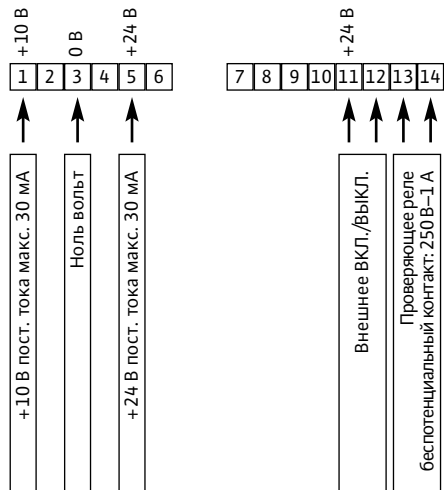 +10 В
0 В
+24 В
+24 В
1 2 3 4 5 6
7 8 9 10 11 12 13 14
+10 В пост. тока макс. 30 мА
Ноль вольт
+24 В пост. тока макс. 30 мА
Внешнее ВКЛ./ВЫКЛ.
Проверяющее реле
беспотенциальный контакт: 250 В–1 А